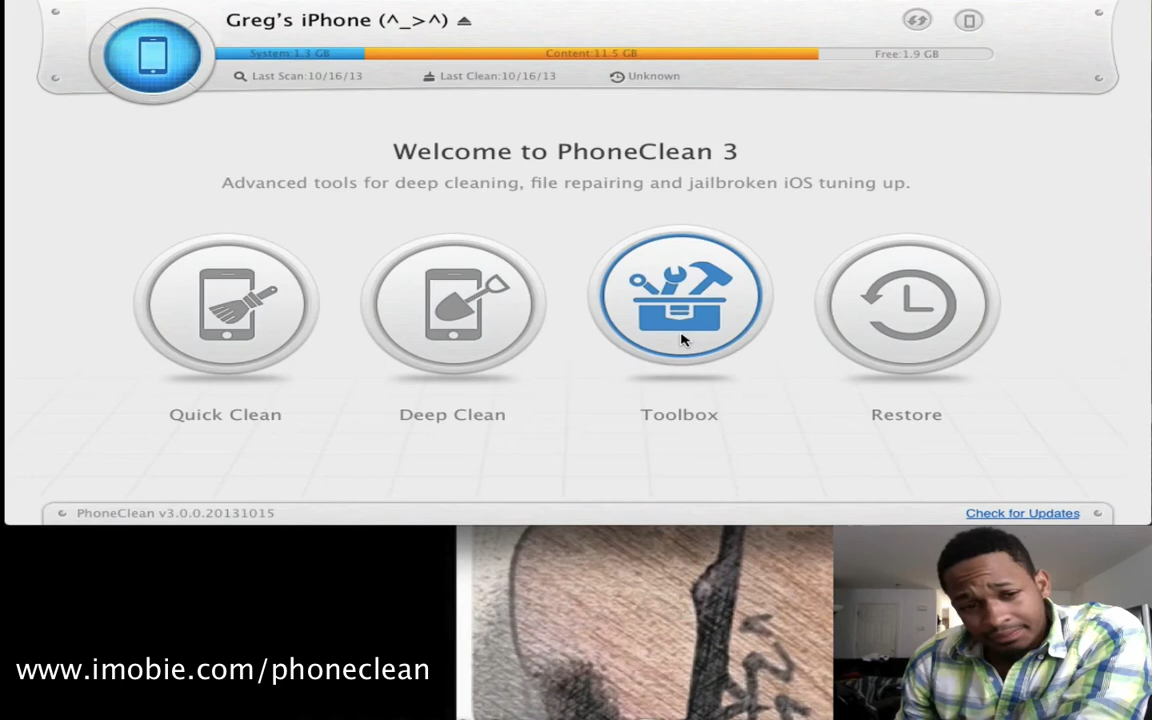 Greg's iPhone (^_>^)
System:1.3 GB Content:11.5 GB Free:1.9 GB
Last Scan:10/16/13 Last Clean:10/16/13 Unknown
Welcome to PhoneClean 3
Advanced tools for deep cleaning, file repairing and jailbroken iOS tuning up.
Quick Clean Deep Clean Toolbox Restore
PhoneClean v3.0.0.20131015 Check for Updates
www.imobie.com/phoneclean